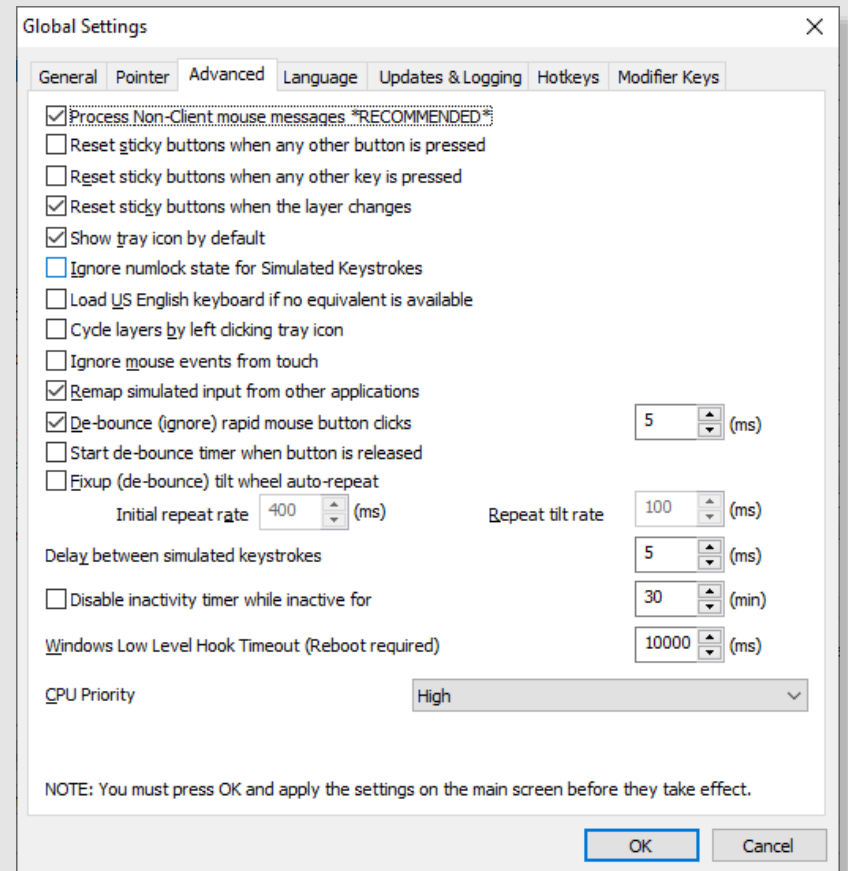 Global Settings
General Pointer Advanced Language Updates & Logging Hotkeys Modifier Keys
Process Non-Client mouse messages *RECOMMENDED*
Reset sticky buttons when any other button is pressed
Reset sticky buttons when any other key is pressed
Reset sticky buttons when the layer changes
Show tray icon by default
Ignore numlock state for Simulated Keystrokes
Load US English keyboard if no equivalent is available
Cycle layers by left clicking tray icon
Ignore mouse events from touch
Remap simulated input from other applications
De-bounce (ignore) rapid mouse button clicks 5 (ms)
Start de-bounce timer when button is released
Fixup (de-bounce) tilt wheel auto-repeat
Initial repeat rate 400 (ms) Repeat tilt rate 100 (ms)
Delay between simulated keystrokes 5 (ms)
Disable inactivity timer while inactive for 30 (min)
Windows Low Level Hook Timeout (Reboot required) 10000 (ms)
CPU Priority High
NOTE: You must press OK and apply the settings on the main screen before they take effect.
OK Cancel